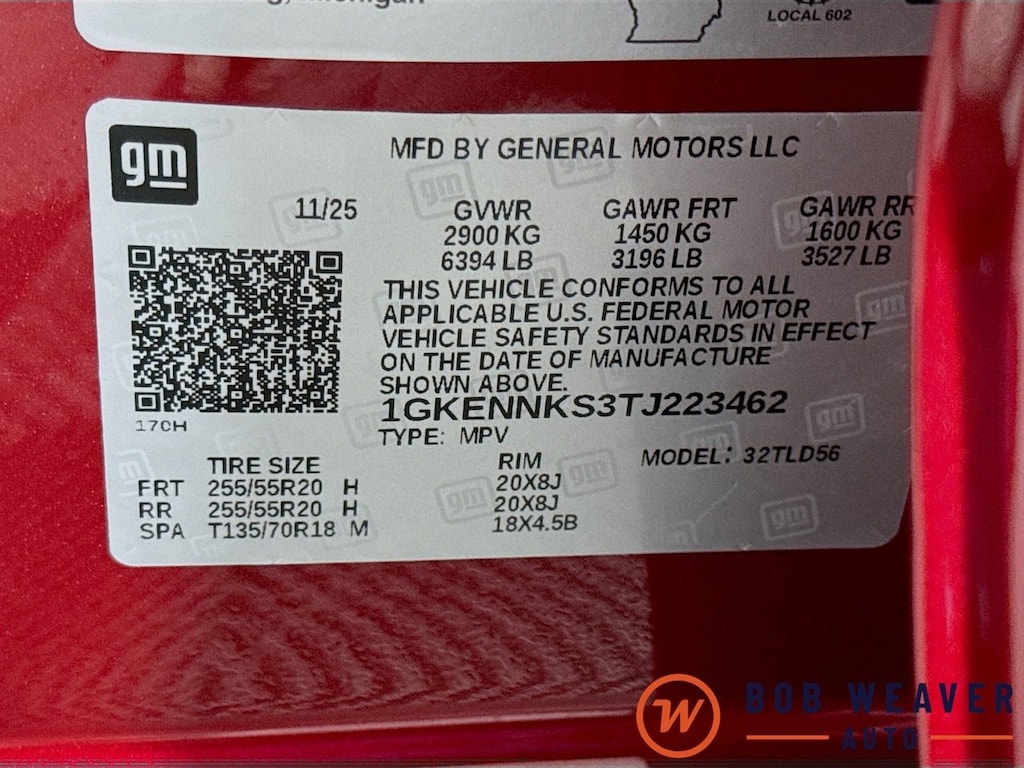 Michigan
LOCAL 602
gm
MFD BY GENERAL MOTORS LLC
11/25
GVWR GAWR FRT GAWR RR
2900 KG 1450 KG 1600 KG
6394 LB 3196 LB 3527 LB
THIS VEHICLE CONFORMS TO ALL
APPLICABLE U.S. FEDERAL MOTOR
VEHICLE SAFETY STANDARDS IN EFFECT
ON THE DATE OF MANUFACTURE
SHOWN ABOVE.
1GKENNKS3TJ223462
17CH
TYPE: MPV
TIRE SIZE RIM MODEL: 32TLD56
FRT 255/55R20 H 20X8J
RR 255/55R20 H 20X8J
SPA T135/70R18 M 18X4.5B
W BOB WEAVER
AUTO